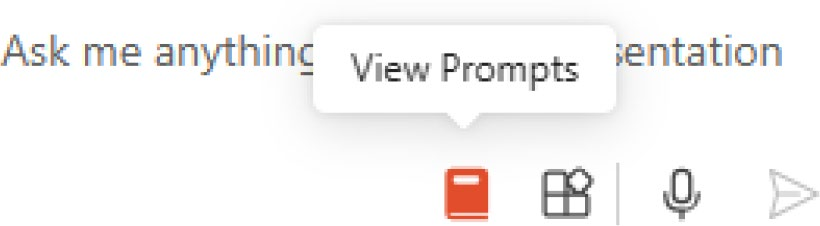 Ask me anything sentation
View Prompts